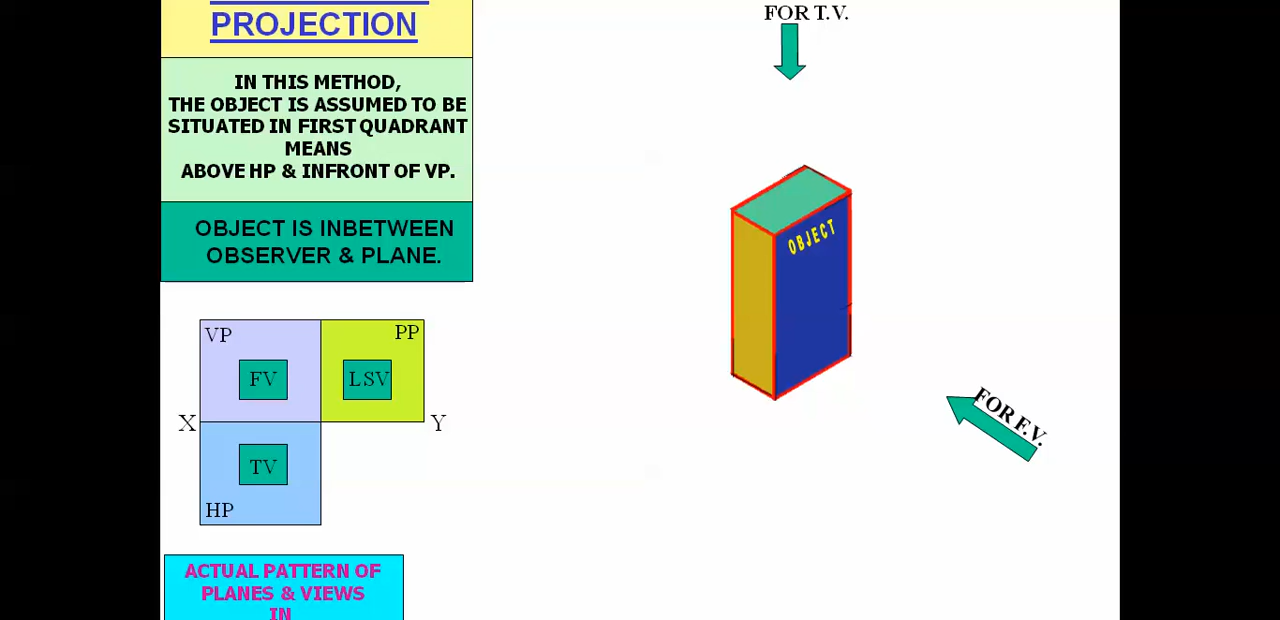 PROJECTION
IN THIS METHOD,
THE OBJECT IS ASSUMED TO BE
SITUATED IN FIRST QUADRANT
MEANS
ABOVE HP & INFRONT OF VP.
OBJECT IS INBETWEEN
OBSERVER & PLANE.
VP
PP
FV
LSV
X
Y
TV
HP
ACTUAL PATTERN OF
PLANES & VIEWS
IN
FOR T.V.
OBJECT
FOR F.V.